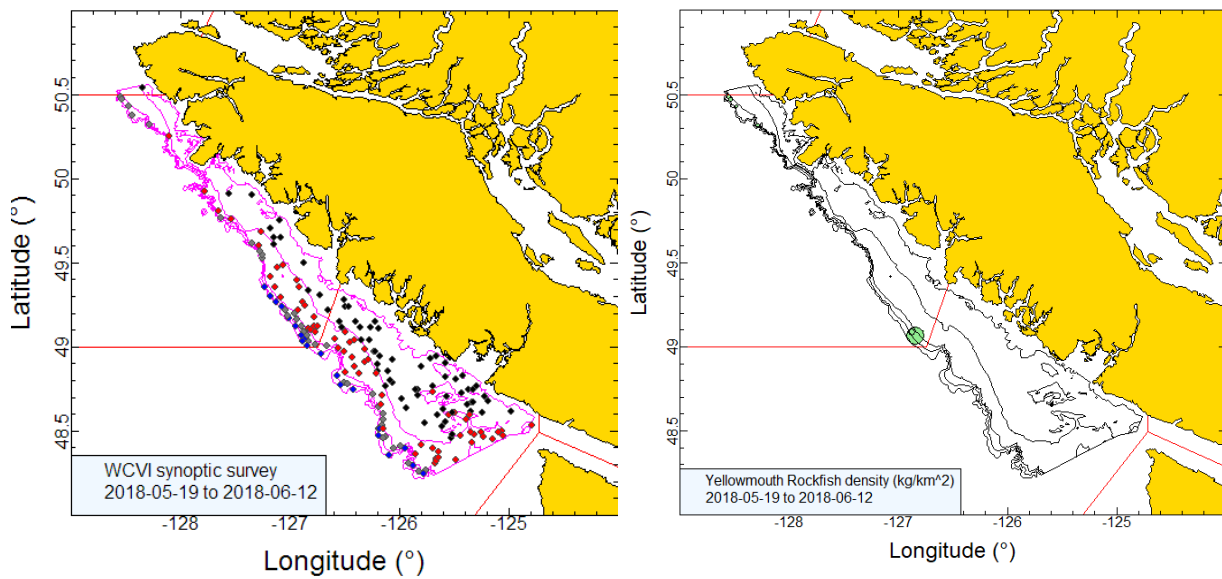 50.5
50
49.5
49
48.5
Latitude (°)
WCVI synoptic survey
2018-05-19 to 2018-06-12
-128
-127
-126
-125
Longitude (°)
50.5
50
49.5
49
48.5
Latitude (°)
Yellowmouth Rockfish density (kg/km^2)
2018-05-19 to 2018-06-12
-128
-127
-126
-125
Longitude (°)